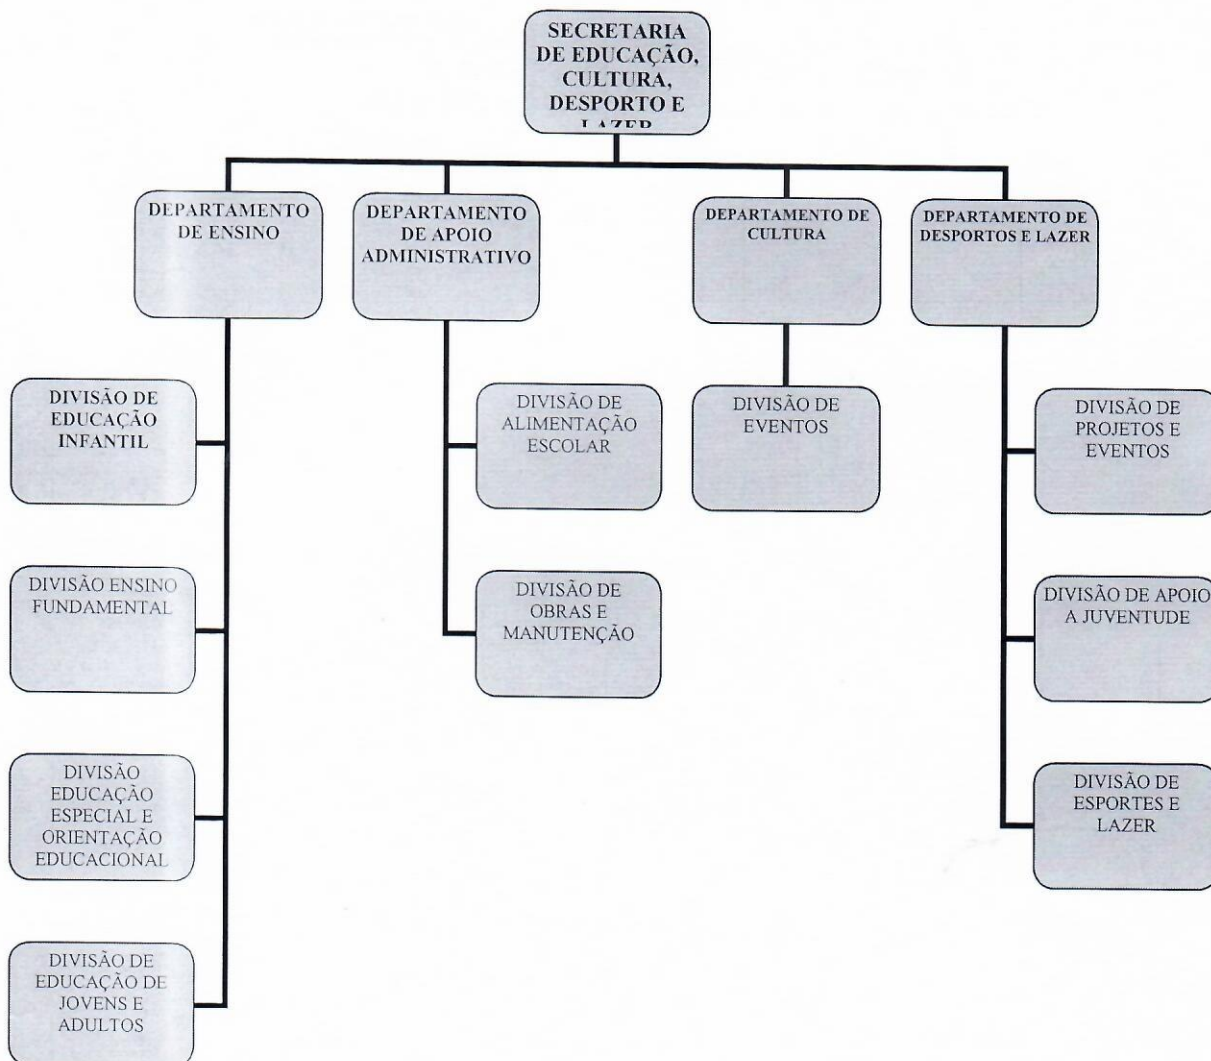 SECRETARIA
DE EDUCAÇÃO,
CULTURA,
DESPORTO E
LAZER
DEPARTAMENTO
DE ENSINO
DEPARTAMENTO
DE APOIO
ADMINISTRATIVO
DEPARTAMENTO DE
CULTURA
DEPARTAMENTO DE
DESPORTOS E LAZER
DIVISÃO DE
EDUCAÇÃO
INFANTIL
DIVISÃO DE
ALIMENTAÇÃO
ESCOLAR
DIVISÃO DE
EVENTOS
DIVISÃO DE
PROJETOS E
EVENTOS
DIVISÃO ENSINO
FUNDAMENTAL
DIVISÃO DE
OBRAS E
MANUTENÇÃO
DIVISÃO DE APOIO
A JUVENTUDE
DIVISÃO
EDUCAÇÃO
ESPECIAL E
ORIENTAÇÃO
EDUCACIONAL
DIVISÃO DE
ESPORTES E
LAZER
DIVISÃO DE
EDUCAÇÃO DE
JOVENS E
ADULTOS